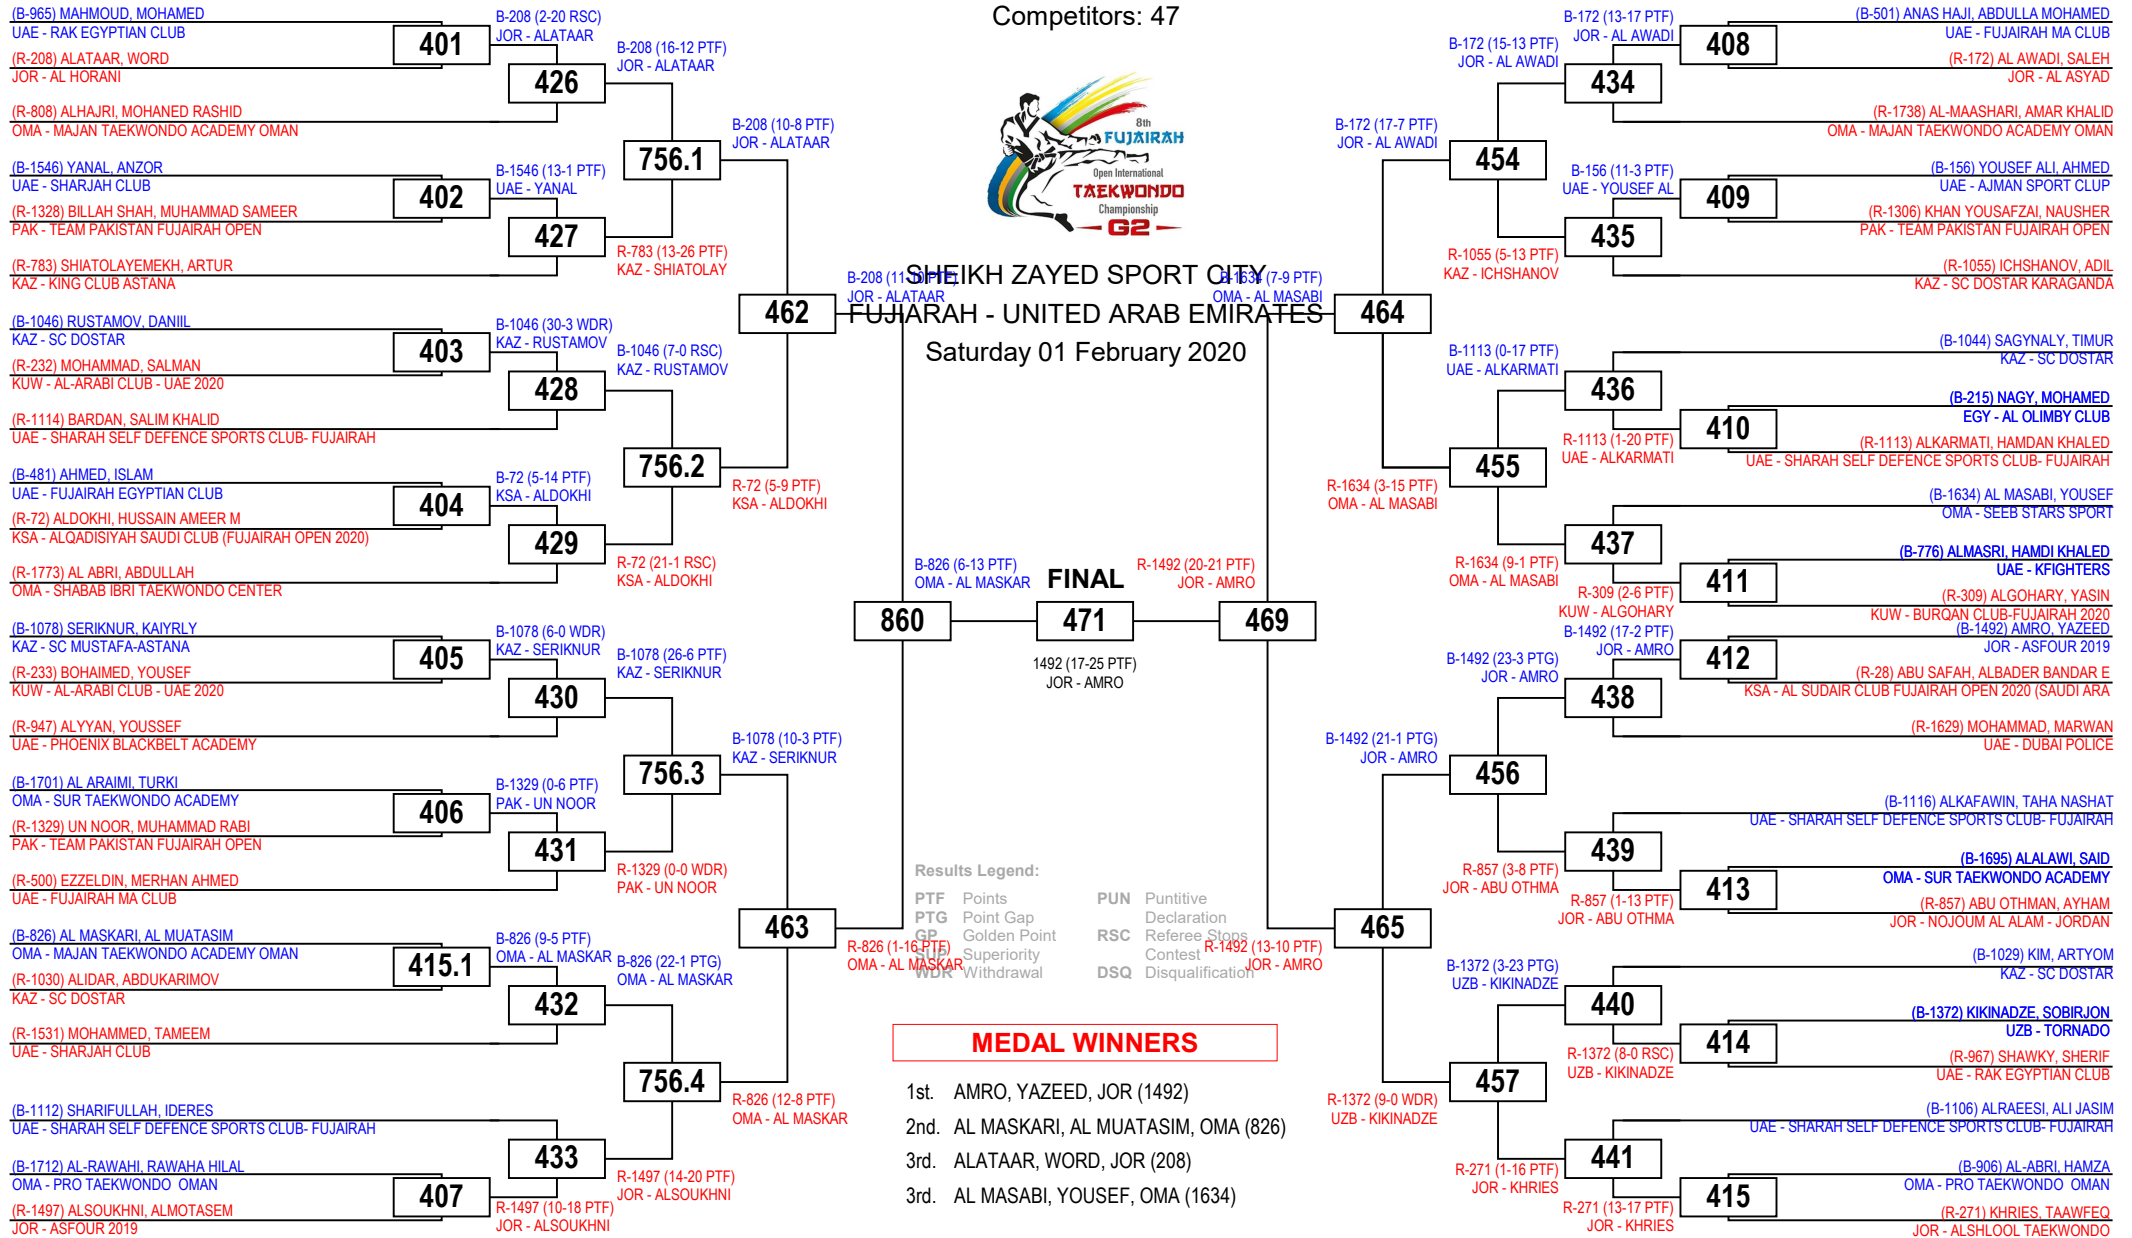 Competitors: 47
8th
FUJAIRAH
Open International
TAEKWONDO
Championship
G2
SHEIKH ZAYED SPORT CITY
FUJIARAH - UNITED ARAB EMIRATES
Saturday 01 February 2020
(B-965) MAHMOUD, MOHAMED
UAE - RAK EGYPTIAN CLUB
401
(R-208) ALATAAR, WORD
JOR - AL HORANI
B-208 (2-20 RSC)
JOR - ALATAAR
426
(R-808) ALHAJRI, MOHANED RASHID
OMA - MAJAN TAEKWONDO ACADEMY OMAN
B-208 (16-12 PTF)
JOR - ALATAAR
756.1
B-208 (10-8 PTF)
JOR - ALATAAR
(B-1546) YANAL, ANZOR
UAE - SHARJAH CLUB
402
(R-1328) BILLAH SHAH, MUHAMMAD SAMEER
PAK - TEAM PAKISTAN FUJAIRAH OPEN
B-1546 (13-1 PTF)
UAE - YANAL
427
(R-783) SHIATOLAYEMEKH, ARTUR
KAZ - KING CLUB ASTANA
R-783 (13-26 PTF)
KAZ - SHIATOLAY
462
B-208 (11-10 PTF)
JOR - ALATAAR
(B-1046) RUSTAMOV, DANIIL
KAZ - SC DOSTAR
403
(R-232) MOHAMMAD, SALMAN
KUW - AL-ARABI CLUB - UAE 2020
B-1046 (30-3 WDR)
KAZ - RUSTAMOV
428
(R-1114) BARDAN, SALIM KHALID
UAE - SHARAH SELF DEFENCE SPORTS CLUB- FUJAIRAH
B-1046 (7-0 RSC)
KAZ - RUSTAMOV
756.2
R-72 (5-9 PTF)
KSA - ALDOKHI
(B-481) AHMED, ISLAM
UAE - FUJAIRAH EGYPTIAN CLUB
404
(R-72) ALDOKHI, HUSSAIN AMEER M
KSA - ALQADISIYAH SAUDI CLUB (FUJAIRAH OPEN 2020)
B-72 (5-14 PTF)
KSA - ALDOKHI
429
(R-1773) AL ABRI, ABDULLAH
OMA - SHABAB IBRI TAEKWONDO CENTER
R-72 (21-1 RSC)
KSA - ALDOKHI
860
B-826 (6-13 PTF)
OMA - AL MASKAR
(B-1078) SERIKNUR, KAIYRLY
KAZ - SC MUSTAFA-ASTANA
405
(R-233) BOHAIMED, YOUSEF
KUW - AL-ARABI CLUB - UAE 2020
B-1078 (6-0 WDR)
KAZ - SERIKNUR
430
(R-947) ALYYAN, YOUSSEF
UAE - PHOENIX BLACKBELT ACADEMY
B-1078 (26-6 PTF)
KAZ - SERIKNUR
756.3
B-1078 (10-3 PTF)
KAZ - SERIKNUR
(B-1701) AL ARAIMI, TURKI
OMA - SUR TAEKWONDO ACADEMY
406
(R-1329) UN NOOR, MUHAMMAD RABI
PAK - TEAM PAKISTAN FUJAIRAH OPEN
B-1329 (0-6 PTF)
PAK - UN NOOR
431
(R-500) EZZELDIN, MERHAN AHMED
UAE - FUJAIRAH MA CLUB
R-1329 (0-0 WDR)
PAK - UN NOOR
463
R-826 (1-16 PTF)
OMA - AL MASKAR
(B-826) AL MASKARI, AL MUATASIM
OMA - MAJAN TAEKWONDO ACADEMY OMAN
415.1
(R-1030) ALIDAR, ABDUKARIMOV
KAZ - SC DOSTAR
B-826 (9-5 PTF)
OMA - AL MASKAR
432
(R-1531) MOHAMMED, TAMEEM
UAE - SHARJAH CLUB
B-826 (22-1 PTG)
OMA - AL MASKAR
756.4
R-826 (12-8 PTF)
OMA - AL MASKAR
(B-1112) SHARIFULLAH, IDERES
UAE - SHARAH SELF DEFENCE SPORTS CLUB- FUJAIRAH
433
R-1497 (14-20 PTF)
JOR - ALSOUKHNI
(B-1712) AL-RAWAHI, RAWAHA HILAL
OMA - PRO TAEKWONDO OMAN
407
(R-1497) ALSOUKHNI, ALMOTASEM
JOR - ASFOUR 2019
R-1497 (10-18 PTF)
JOR - ALSOUKHNI
FINAL
471
1492 (17-25 PTF)
JOR - AMRO
R-1492 (20-21 PTF)
JOR - AMRO
469
B-1634 (7-9 PTF)
OMA - AL MASABI
464
B-172 (17-7 PTF)
JOR - AL AWADI
454
B-172 (15-13 PTF)
JOR - AL AWADI
434
B-172 (13-17 PTF)
JOR - AL AWADI
408
(B-501) ANAS HAJI, ABDULLA MOHAMED
UAE - FUJAIRAH MA CLUB
(R-172) AL AWADI, SALEH
JOR - AL ASYAD
(R-1738) AL-MAASHARI, AMAR KHALID
OMA - MAJAN TAEKWONDO ACADEMY OMAN
B-156 (11-3 PTF)
UAE - YOUSEF AL
409
(B-156) YOUSEF ALI, AHMED
UAE - AJMAN SPORT CLUP
(R-1306) KHAN YOUSAFZAI, NAUSHER
PAK - TEAM PAKISTAN FUJAIRAH OPEN
435
R-1055 (5-13 PTF)
KAZ - ICHSHANOV
(R-1055) ICHSHANOV, ADIL
KAZ - SC DOSTAR KARAGANDA
(B-1044) SAGYNALY, TIMUR
KAZ - SC DOSTAR
B-1113 (0-17 PTF)
UAE - ALKARMATI
436
(B-215) NAGY, MOHAMED
EGY - AL OLIMBY CLUB
410
(R-1113) ALKARMATI, HAMDAN KHALED
UAE - SHARAH SELF DEFENCE SPORTS CLUB- FUJAIRAH
R-1113 (1-20 PTF)
UAE - ALKARMATI
455
R-1634 (3-15 PTF)
OMA - AL MASABI
(B-1634) AL MASABI, YOUSEF
OMA - SEEB STARS SPORT
437
R-1634 (9-1 PTF)
OMA - AL MASABI
(B-776) ALMASRI, HAMDI KHALED
UAE - KFIGHTERS
411
(R-309) ALGOHARY, YASIN
KUW - BURQAN CLUB-FUJAIRAH 2020
R-309 (2-6 PTF)
KUW - ALGOHARY
B-1492 (17-2 PTF)
JOR - AMRO
(B-1492) AMRO, YAZEED
JOR - ASFOUR 2019
412
(R-28) ABU SAFAH, ALBADER BANDAR E
KSA - AL SUDAIR CLUB FUJAIRAH OPEN 2020 (SAUDI ARA
B-1492 (23-3 PTG)
JOR - AMRO
438
(R-1629) MOHAMMAD, MARWAN
UAE - DUBAI POLICE
B-1492 (21-1 PTG)
JOR - AMRO
456
(B-1116) ALKAFAWIN, TAHA NASHAT
UAE - SHARAH SELF DEFENCE SPORTS CLUB- FUJAIRAH
439
R-857 (3-8 PTF)
JOR - ABU OTHMA
(B-1695) ALALAWI, SAID
OMA - SUR TAEKWONDO ACADEMY
413
(R-857) ABU OTHMAN, AYHAM
JOR - NOJOUM AL ALAM - JORDAN
R-857 (1-13 PTF)
JOR - ABU OTHMA
465
R-1492 (13-10 PTF)
JOR - AMRO
B-1372 (3-23 PTG)
UZB - KIKINADZE
(B-1029) KIM, ARTYOM
KAZ - SC DOSTAR
440
(B-1372) KIKINADZE, SOBIRJON
UZB - TORNADO
414
(R-967) SHAWKY, SHERIF
UAE - RAK EGYPTIAN CLUB
R-1372 (8-0 RSC)
UZB - KIKINADZE
457
R-1372 (9-0 WDR)
UZB - KIKINADZE
(B-1106) ALRAEESI, ALI JASIM
UAE - SHARAH SELF DEFENCE SPORTS CLUB- FUJAIRAH
441
R-271 (1-16 PTF)
JOR - KHRIES
(B-906) AL-ABRI, HAMZA
OMA - PRO TAEKWONDO OMAN
415
(R-271) KHRIES, TAAWFEQ
JOR - ALSHLOOL TAEKWONDO
R-271 (13-17 PTF)
JOR - KHRIES
Results Legend:
PTF Points
PTG Point Gap
GP Golden Point
SUP Superiority
WDR Withdrawal
PUN Puntitive
Declaration
RSC Referee Stops
Contest
DSQ Disqualification
MEDAL WINNERS
1st. AMRO, YAZEED, JOR (1492)
2nd. AL MASKARI, AL MUATASIM, OMA (826)
3rd. ALATAAR, WORD, JOR (208)
3rd. AL MASABI, YOUSEF, OMA (1634)